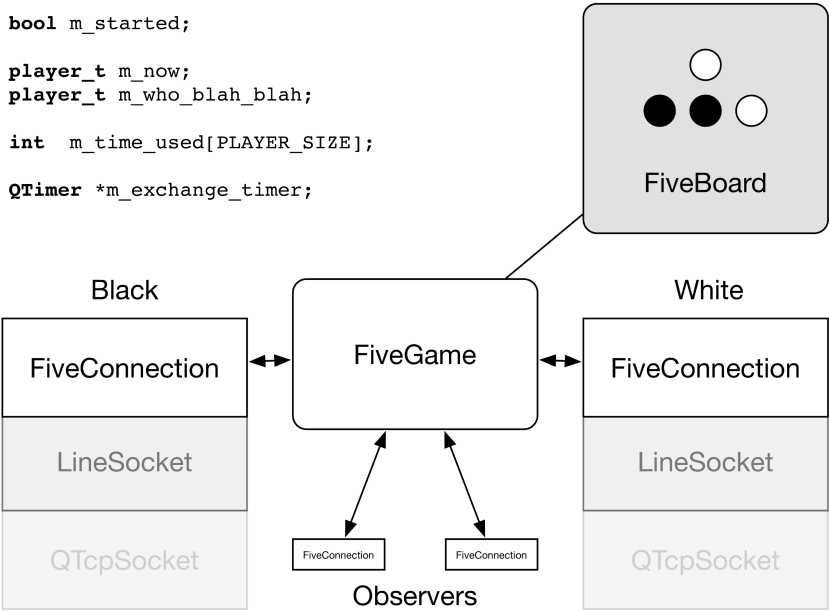 bool m_started;
player_t m_now;
player_t m_who_blah_blah;
int  m_time_used[PLAYER_SIZE];
QTimer *m_exchange_timer;
FiveBoard
Black
White
FiveConnection
FiveGame
FiveConnection
LineSocket
LineSocket
QTcpSocket
QTcpSocket
FiveConnection
FiveConnection
Observers